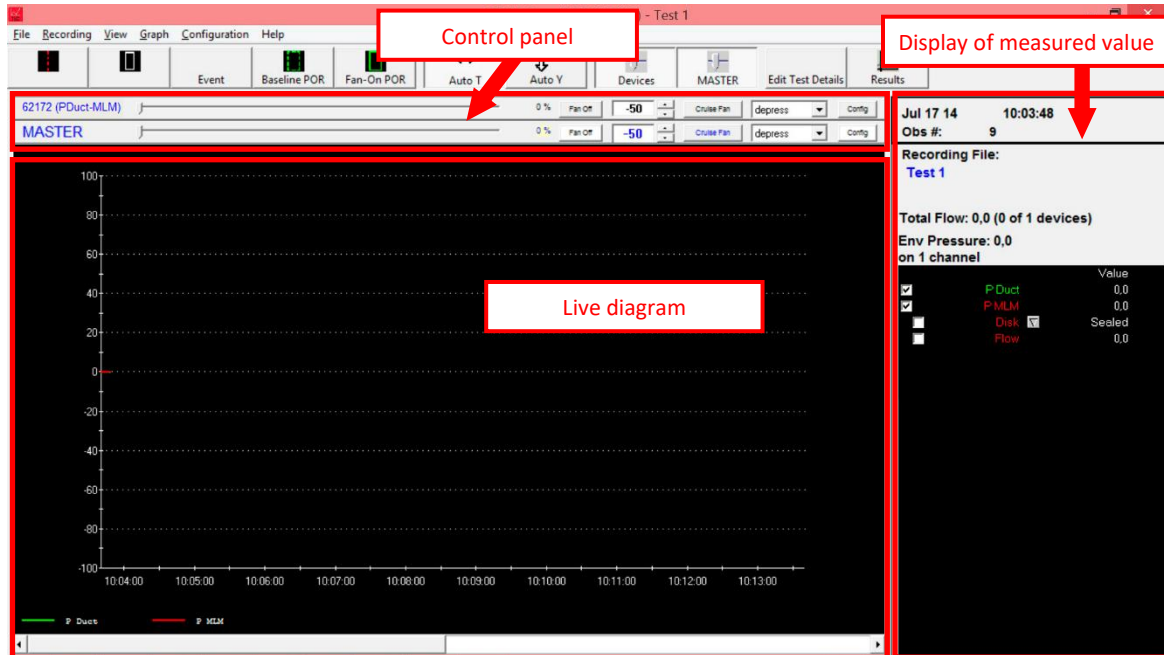 - Test 1
File Recording View Graph Configuration Help
Control panel
Display of measured value
Event Baseline POR Fan-On POR Auto T Auto Y Devices MASTER Edit Test Details Results
62172 (PDuct-MLM) 0 % Fan Off -50 Cruise Fan depress Config
MASTER 0 % Fan Off -50 Cruise Fan depress Config
Jul 17 14 10:03:48
Obs #: 9
Recording File:
Test 1
Total Flow: 0,0 (0 of 1 devices)
Env Pressure: 0,0
on 1 channel
Value
P Duct 0,0
P MLM 0,0
Disk Sealed
Flow 0,0
100
80
60
40
20
0
-20
-40
-60
-80
-100
Live diagram
10:04:00 10:05:00 10:06:00 10:07:00 10:08:00 10:09:00 10:10:00 10:11:00 10:12:00 10:13:00
P Duct P MLM